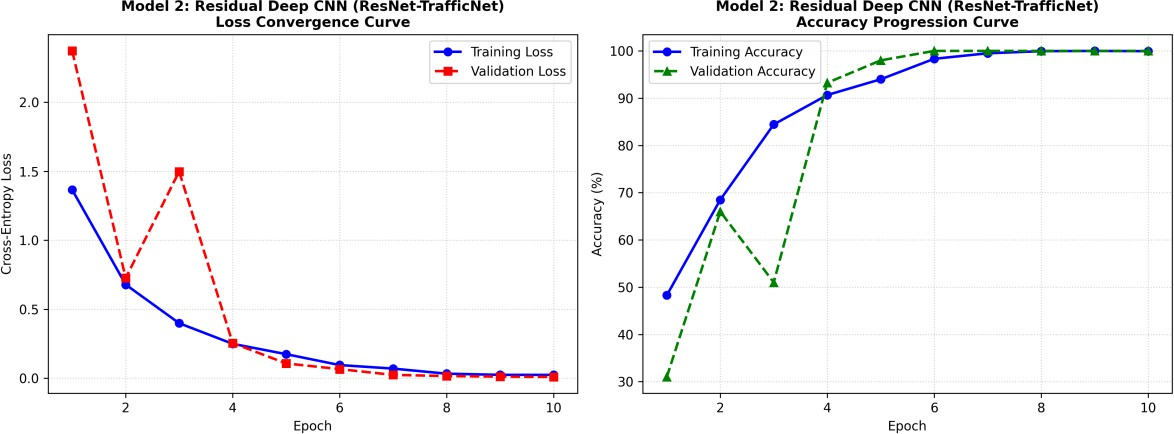 Model 2: Residual Deep CNN (ResNet-TrafficNet)
Loss Convergence Curve
Training Loss
Validation Loss
2.0
1.5
1.0
0.5
0.0
Cross-Entropy Loss
2 4 6 8 10
Epoch
Model 2: Residual Deep CNN (ResNet-TrafficNet)
Accuracy Progression Curve
Training Accuracy
Validation Accuracy
100
90
80
70
60
50
40
30
Accuracy (%)
2 4 6 8 10
Epoch